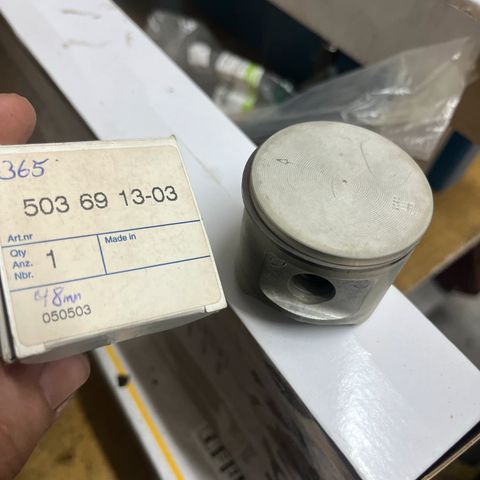 365
503 69 13-03
Art.nr
Qty
Anz.
Nbr.
1
Made in
48mm
050503